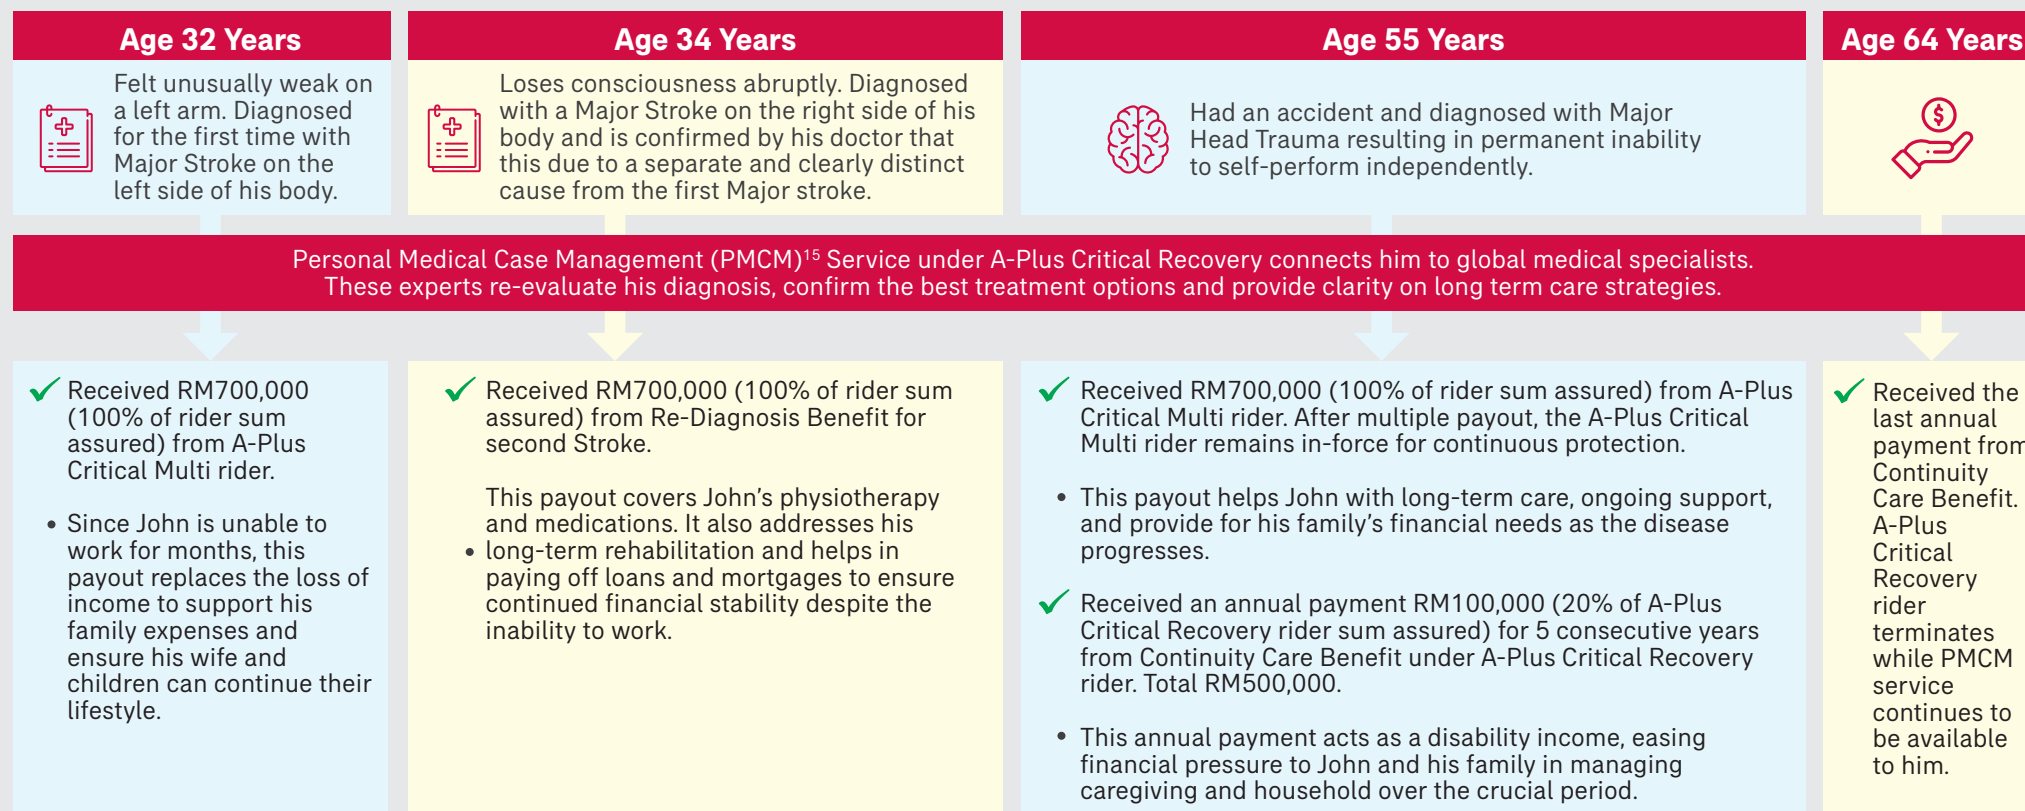 Age 32 Years
Felt unusually weak on
a left arm. Diagnosed
for the first time with
Major Stroke on the
left side of his body.
Age 34 Years
Loses consciousness abruptly. Diagnosed
with a Major Stroke on the right side of his
body and is confirmed by his doctor that
this due to a separate and clearly distinct
cause from the first Major stroke.
Age 55 Years
Had an accident and diagnosed with Major
Head Trauma resulting in permanent inability
to self-perform independently.
Age 64 Years
$
Personal Medical Case Management (PMCM)¹⁵ Service under A-Plus Critical Recovery connects him to global medical specialists.
These experts re-evaluate his diagnosis, confirm the best treatment options and provide clarity on long term care strategies.
Received RM700,000
(100% of rider sum
assured) from A-Plus
Critical Multi rider.
• Since John is unable to
work for months, this
payout replaces the loss of
income to support his
family expenses and
ensure his wife and
children can continue their
lifestyle.
Received RM700,000 (100% of rider sum
assured) from Re-Diagnosis Benefit for
second Stroke.
This payout covers John’s physiotherapy
and medications. It also addresses his
• long-term rehabilitation and helps in
paying off loans and mortgages to ensure
continued financial stability despite the
inability to work.
Received RM700,000 (100% of rider sum assured) from A-Plus
Critical Multi rider. After multiple payout, the A-Plus Critical
Multi rider remains in-force for continuous protection.
• This payout helps John with long-term care, ongoing support,
and provide for his family’s financial needs as the disease
progresses.
Received an annual payment RM100,000 (20% of A-Plus
Critical Recovery rider sum assured) for 5 consecutive years
from Continuity Care Benefit under A-Plus Critical Recovery
rider. Total RM500,000.
• This annual payment acts as a disability income, easing
financial pressure to John and his family in managing
caregiving and household over the crucial period.
Received the
last annual
payment from
Continuity
Care Benefit.
A-Plus
Critical
Recovery
rider
terminates
while PMCM
service
continues to
be available
to him.